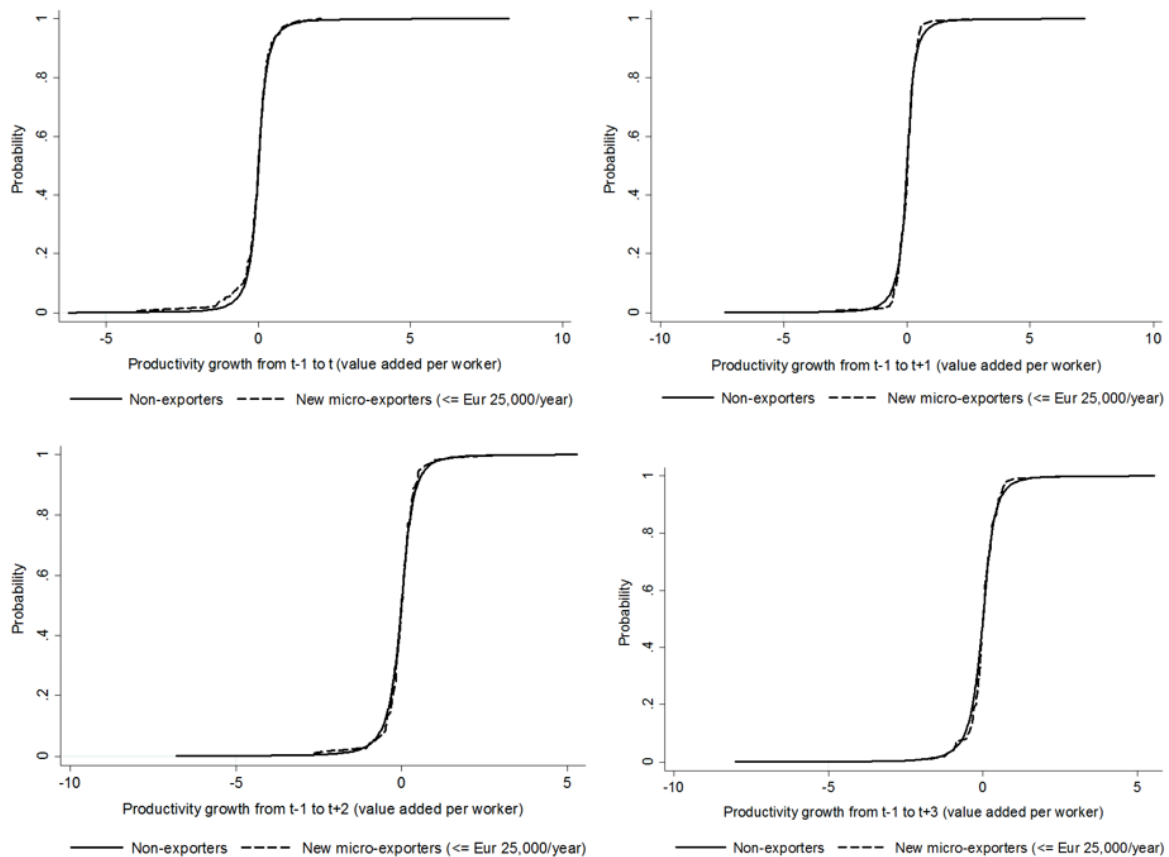 Probability
1
.8
.6
.4
.2
0
-5 0 5 10
Productivity growth from t-1 to t (value added per worker)
Non-exporters New micro-exporters (<= Eur 25,000/year)
Probability
1
.8
.6
.4
.2
0
-10 -5 0 5 10
Productivity growth from t-1 to t+1 (value added per worker)
Non-exporters New micro-exporters (<= Eur 25,000/year)
Probability
1
.8
.6
.4
.2
0
-10 -5 0 5
Productivity growth from t-1 to t+2 (value added per worker)
Non-exporters New micro-exporters (<= Eur 25,000/year)
Probability
1
.8
.6
.4
.2
0
-10 -5 0 5
Productivity growth from t-1 to t+3 (value added per worker)
Non-exporters New micro-exporters (<= Eur 25,000/year)